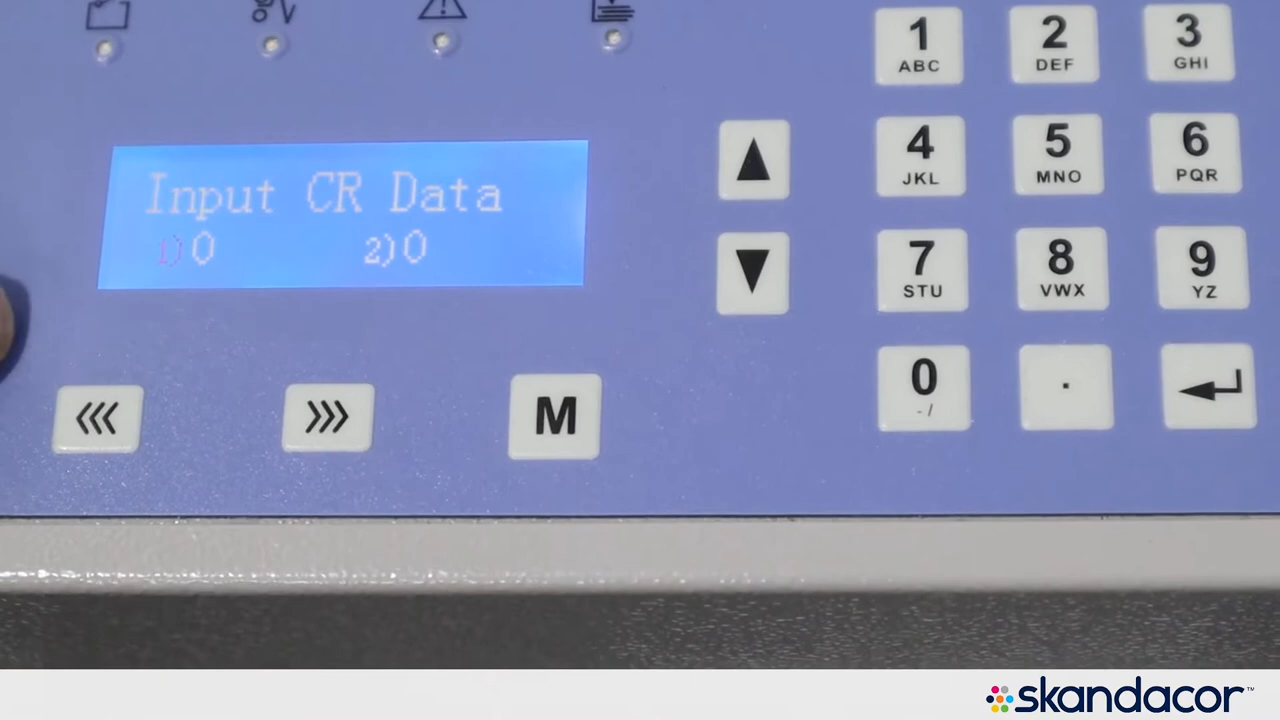 Input CR Data
1)0 2)0
1 ABC
2 DEF
3 GHI
4 JKL
5 MNO
6 PQR
7 STU
8 VWX
9 YZ
0 - /
.
M
skandacor™